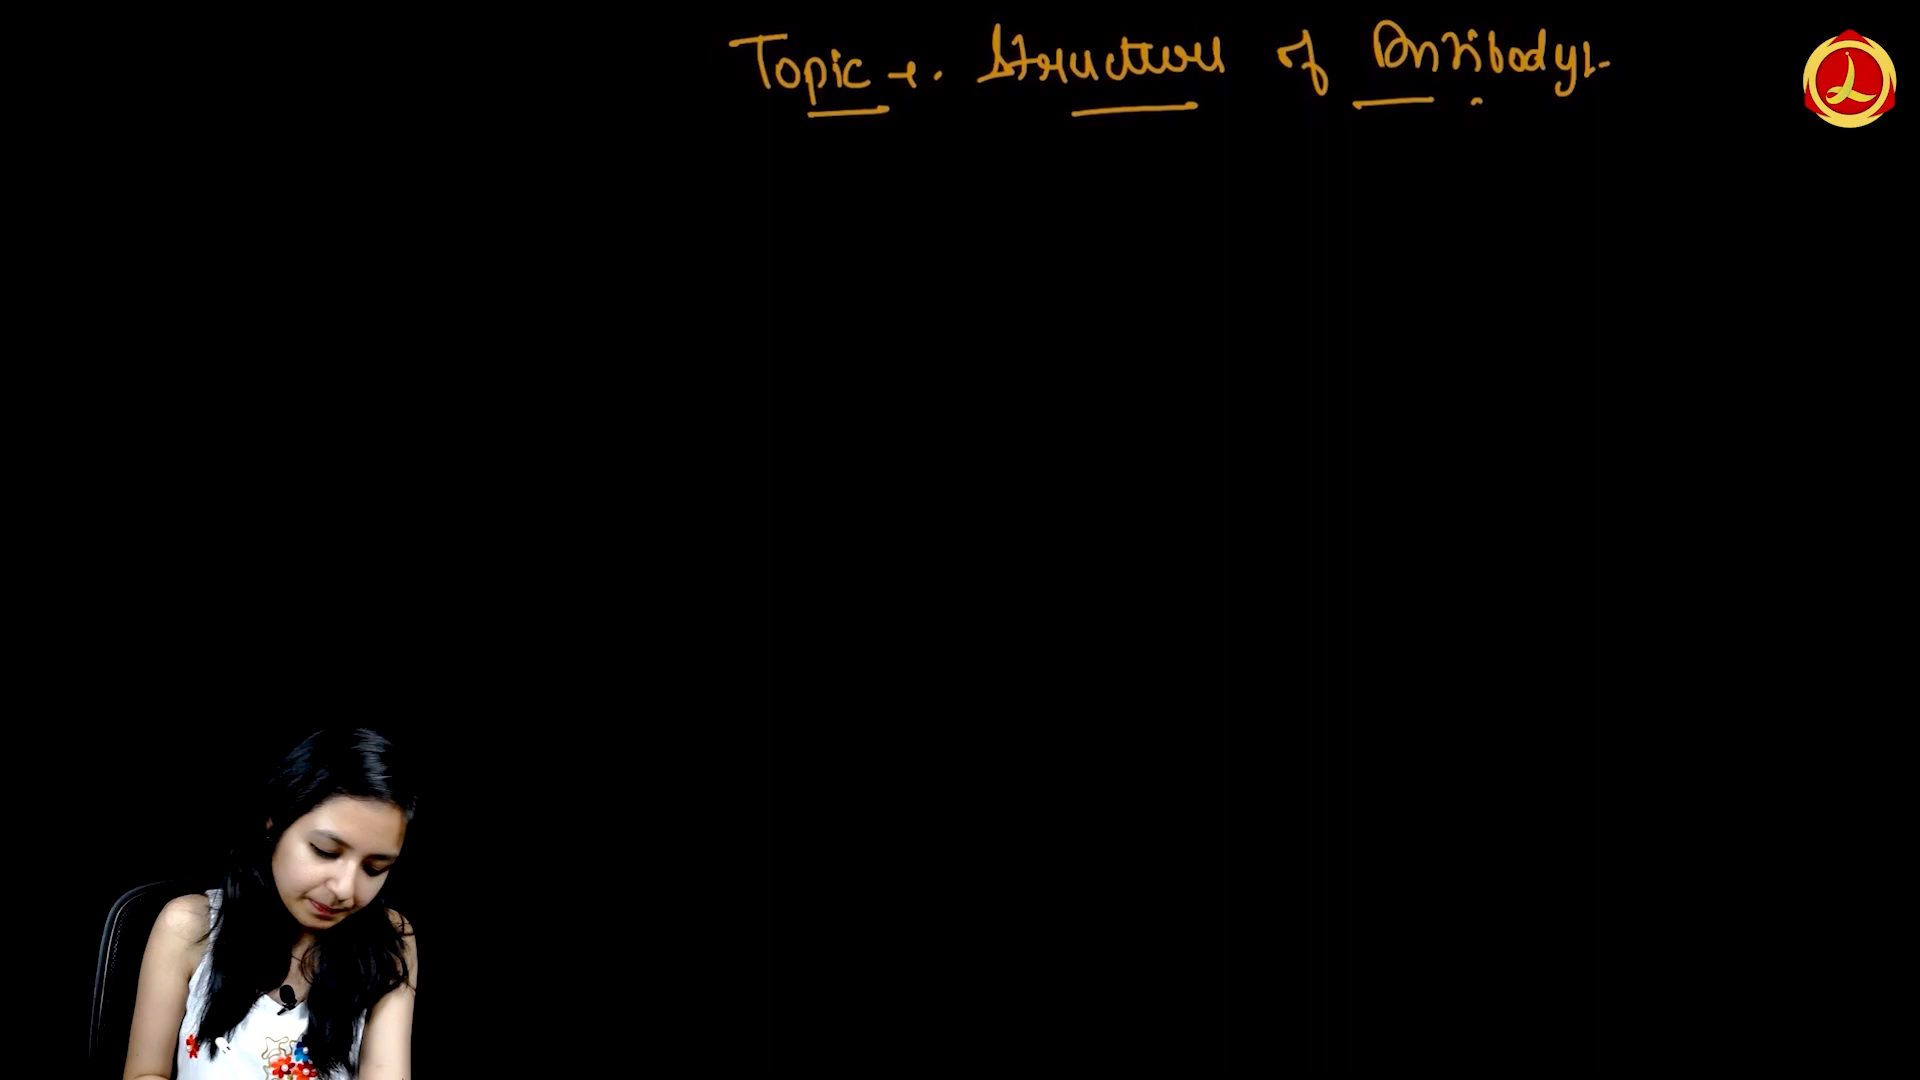 Topic →. Structure of Antibody :-